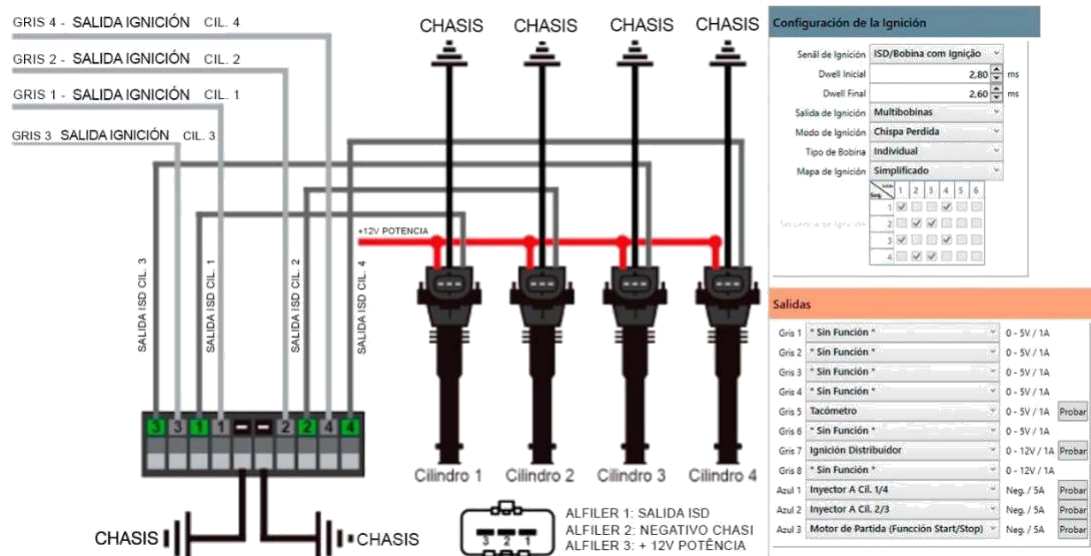 GRIS 4 - SALIDA IGNICIÓN CIL. 4
GRIS 2 - SALIDA IGNICIÓN CIL. 2
GRIS 1 - SALIDA IGNICIÓN CIL. 1
GRIS 3 SALIDA IGNICIÓN CIL. 3
CHASIS CHASIS CHASIS CHASIS
+12V POTENCIA
SALIDA ISD CIL. 3
SALIDA ISD CIL. 1
SALIDA ISD CIL. 2
SALIDA ISD CIL. 4
3 3 1 1 - - 2 2 4 4
CHASIS CHASIS
Cilindro 1 Cilindro 2 Cilindro 3 Cilindro 4
3 2 1
ALFILER 1: SALIDA ISD
ALFILER 2: NEGATIVO CHASI
ALFILER 3: + 12V POTÊNCIA
Configuración de la Ignición
Senãl de Ignición ISD/Bobina com Ignição
Dwell Inicial 2,80 ms
Dwell Final 2,60 ms
Salida de Ignición Multibobinas
Modo de Ignición Chispa Perdida
Tipo de Bobina Individual
Mapa de Ignición Simplificado
Seq. 1 2 3 4 5 6
1
2
3
4
Salidas
Gris 1 * Sin Función * 0 - 5V / 1A
Gris 2 * Sin Función * 0 - 5V / 1A
Gris 3 * Sin Función * 0 - 5V / 1A
Gris 4 * Sin Función * 0 - 5V / 1A
Gris 5 Tacómetro 0 - 5V / 1A Probar
Gris 6 * Sin Función * 0 - 5V / 1A
Gris 7 Ignición Distribuidor 0 - 12V / 1A Probar
Gris 8 * Sin Función * 0 - 12V / 1A
Azul 1 Inyector A Cil. 1/4 Neg. / 5A Probar
Azul 2 Inyector A Cil. 2/3 Neg. / 5A Probar
Azul 3 Motor de Partida (Funcción Start/Stop) Neg. / 5A Probar